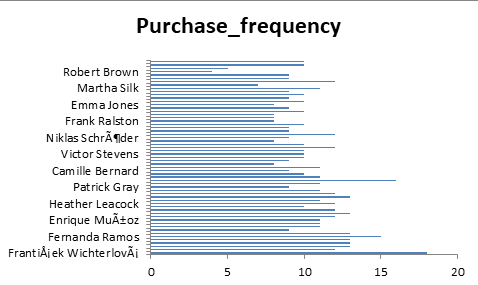 Purchase_frequency
Robert Brown
Martha Silk
Emma Jones
Frank Ralston
Niklas SchrÃ¶der
Victor Stevens
Camille Bernard
Patrick Gray
Heather Leacock
Enrique MuÃ±oz
Fernanda Ramos
FrantiÅ¡ek WichterlovÃ¡
0 5 10 15 20